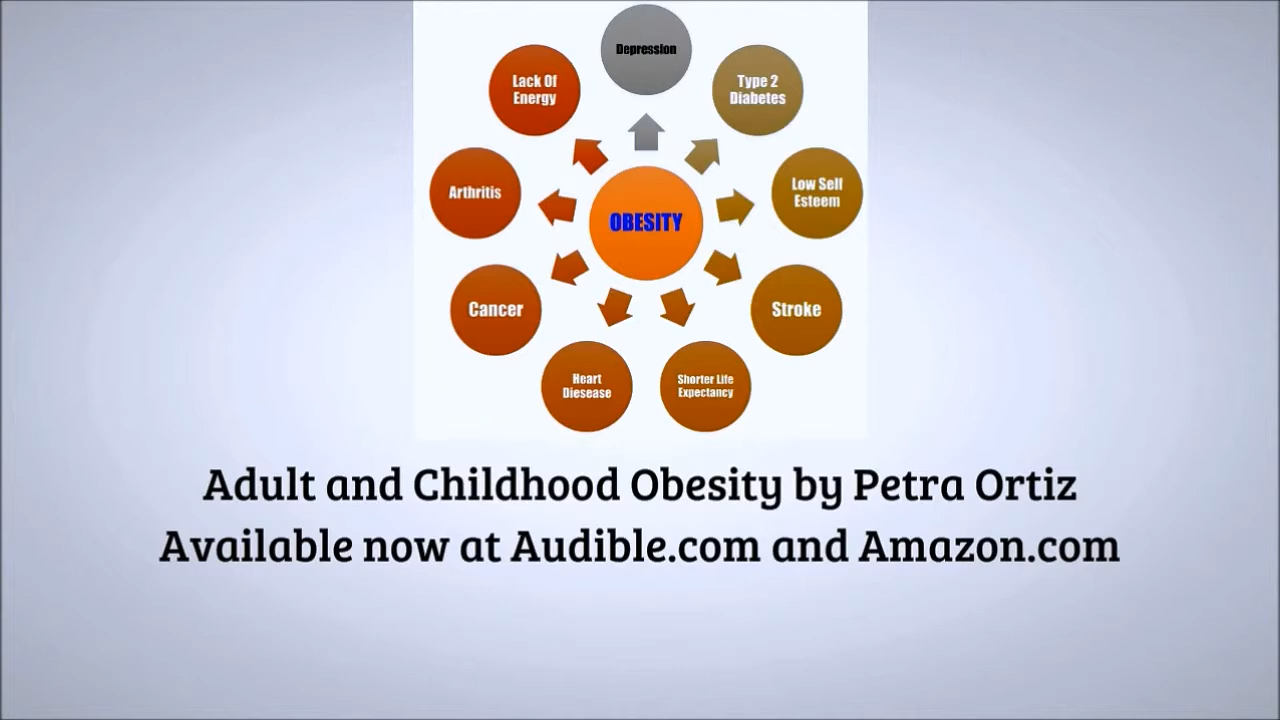 Depression
Lack Of
Energy
Type 2
Diabetes
Arthritis
Low Self
Esteem
OBESITY
Cancer
Stroke
Heart
Diesease
Shorter Life
Expectancy
Adult and Childhood Obesity by Petra Ortiz
Available now at Audible.com and Amazon.com